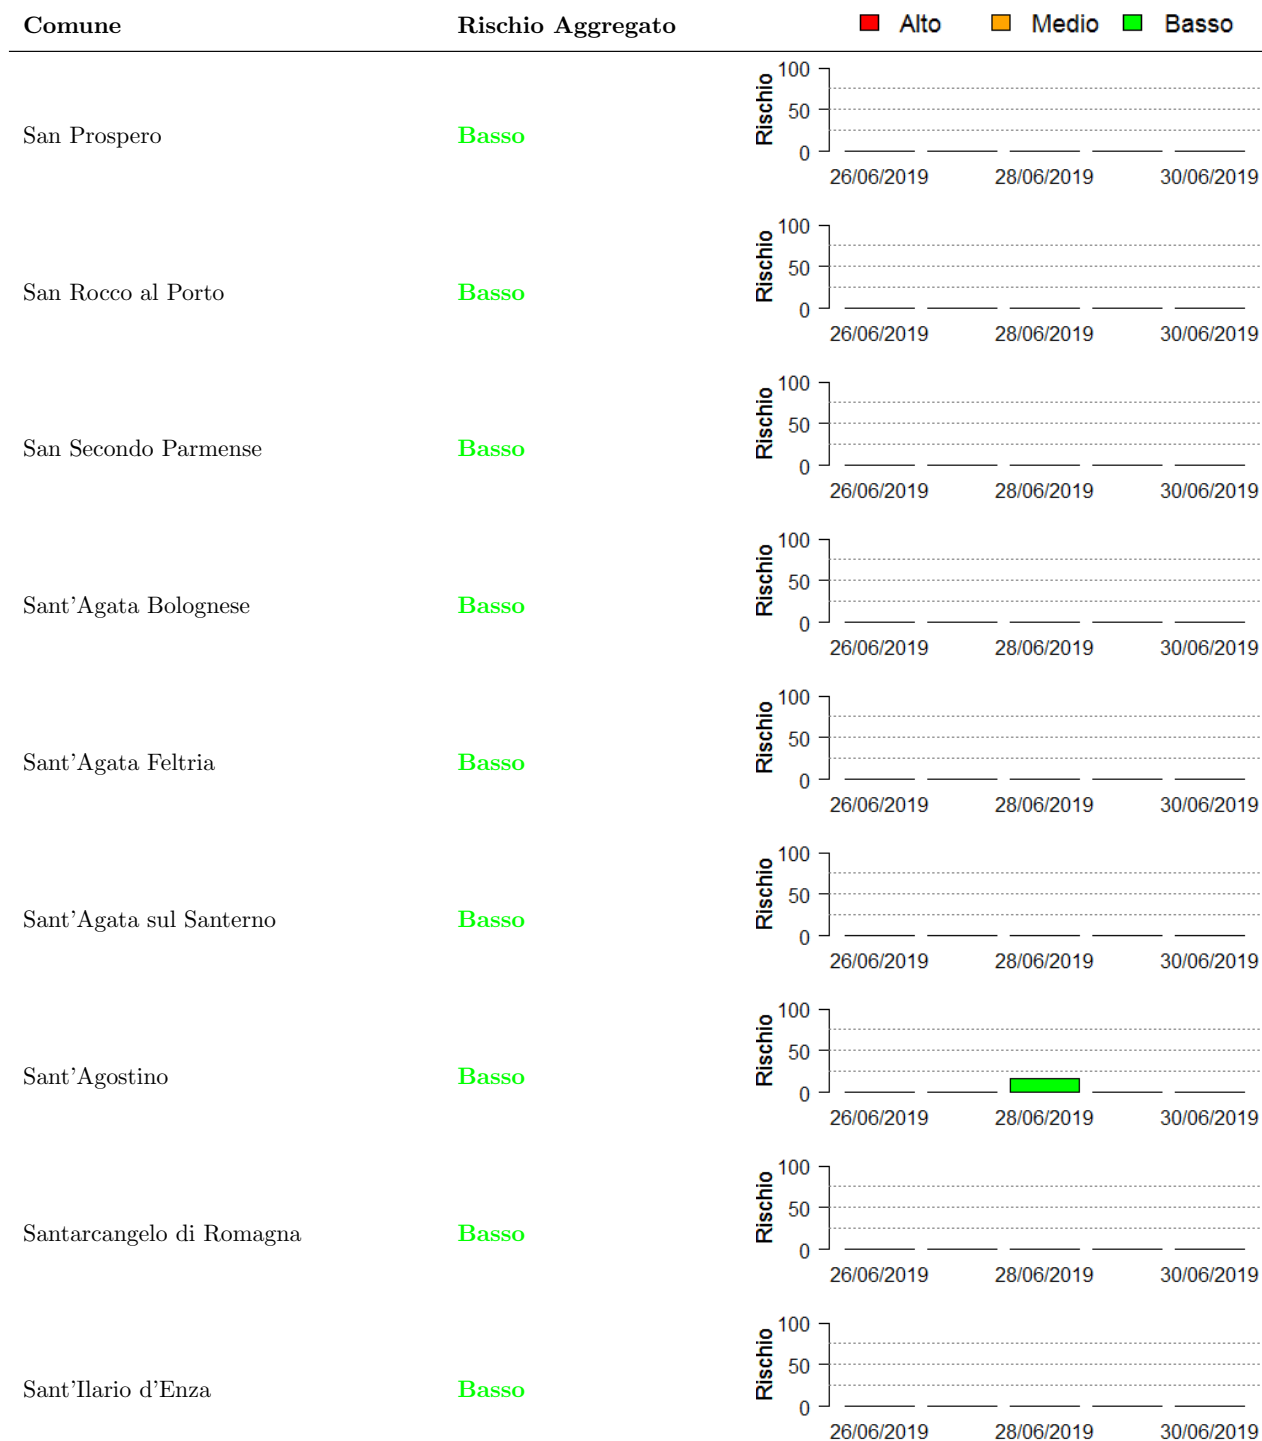 Comune Rischio Aggregato Alto Medio Basso
San Prospero Basso
Rischio
100
50
0
26/06/2019 28/06/2019 30/06/2019
San Rocco al Porto Basso
Rischio
100
50
0
26/06/2019 28/06/2019 30/06/2019
San Secondo Parmense Basso
Rischio
100
50
0
26/06/2019 28/06/2019 30/06/2019
Sant'Agata Bolognese Basso
Rischio
100
50
0
26/06/2019 28/06/2019 30/06/2019
Sant'Agata Feltria Basso
Rischio
100
50
0
26/06/2019 28/06/2019 30/06/2019
Sant'Agata sul Santerno Basso
Rischio
100
50
0
26/06/2019 28/06/2019 30/06/2019
Sant'Agostino Basso
Rischio
100
50
0
26/06/2019 28/06/2019 30/06/2019
Santarcangelo di Romagna Basso
Rischio
100
50
0
26/06/2019 28/06/2019 30/06/2019
Sant'Ilario d'Enza Basso
Rischio
100
50
0
26/06/2019 28/06/2019 30/06/2019